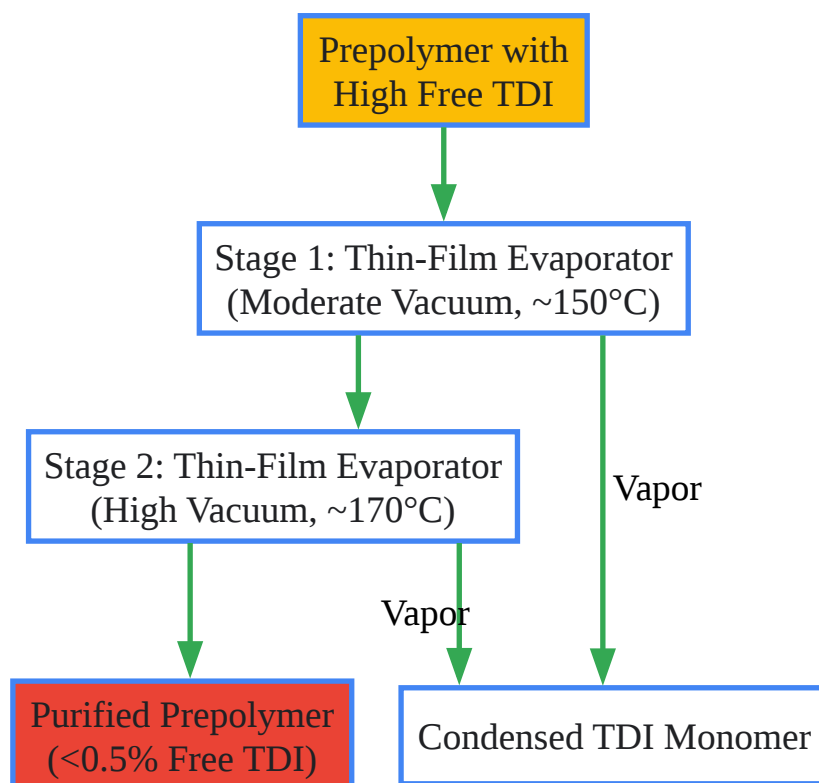 Prepolymer with
High Free TDI
Stage 1: Thin-Film Evaporator
(Moderate Vacuum, ~150°C)
Stage 2: Thin-Film Evaporator
(High Vacuum, ~170°C)
Vapor
Vapor
Purified Prepolymer
(<0.5% Free TDI)
Condensed TDI Monomer